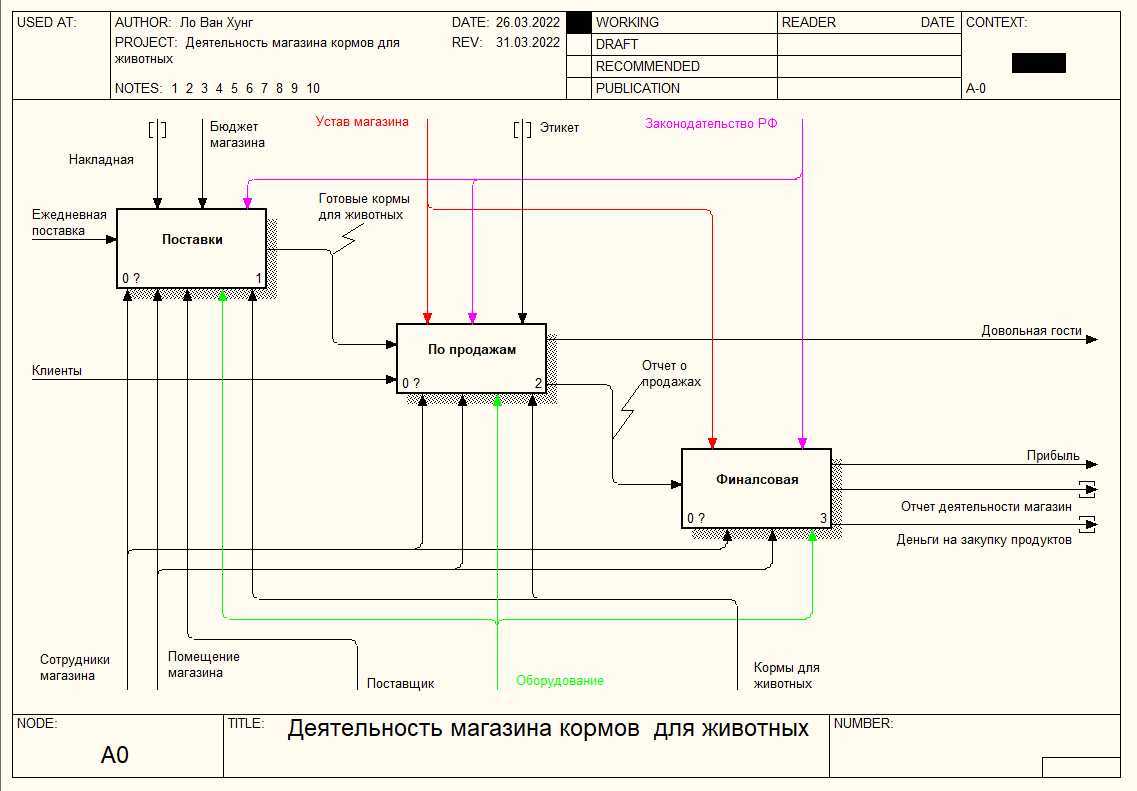 USED AT:
AUTHOR: Ло Ван Хунг
DATE: 26.03.2022
WORKING
READER DATE
CONTEXT:
PROJECT: Деятельность магазина кормов для
животных
REV: 31.03.2022
DRAFT
RECOMMENDED
NOTES: 1 2 3 4 5 6 7 8 9 10
PUBLICATION
A-0
Накладная
Бюджет
магазина
Устав магазина
Этикет
Законодательство РФ
Готовые кормы
для животных
Ежедневная
поставка
Поставки
0 ? 1
По продажам
0 ? 2
Довольная гости
Клиенты
Отчет о
продажах
Финалсовая
0 ? 3
Прибыль
Отчет деятельности магазин
Деньги на закупку продуктов
Сотрудники
магазина
Помещение
магазина
Поставщик
Оборудование
Кормы для
животных
NODE:
A0
TITLE:
Деятельность магазина кормов для животных
NUMBER: